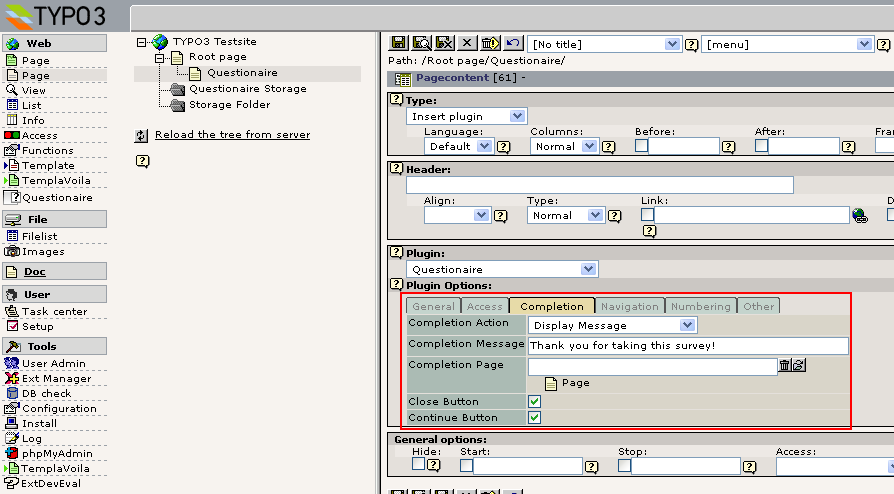 TYPO3
Web
Page
Page
View
List
Info
Access
Functions
Template
TemplaVoila
Questionaire
File
Filelist
Images
Doc
User
Task center
Setup
Tools
User Admin
Ext Manager
DB check
Configuration
Install
Log
phpMyAdmin
TemplaVoila
ExtDevEval
TYPO3 Testsite
Root page
Questionaire
Questionaire Storage
Storage Folder
Reload the tree from server
[No title] [menu]
Path: /Root page/Questionaire/
Pagecontent [61] -
Type:
Insert plugin
Language: Columns: Before: After: Fra
Default Normal
Header:
Align: Type: Link: D
Normal
Plugin:
Questionaire
Plugin Options:
General Access Completion Navigation Numbering Other
Completion Action Display Message
Completion Message Thank you for taking this survey!
Completion Page
Page
Close Button
Continue Button
General options:
Hide: Start: Stop: Access: